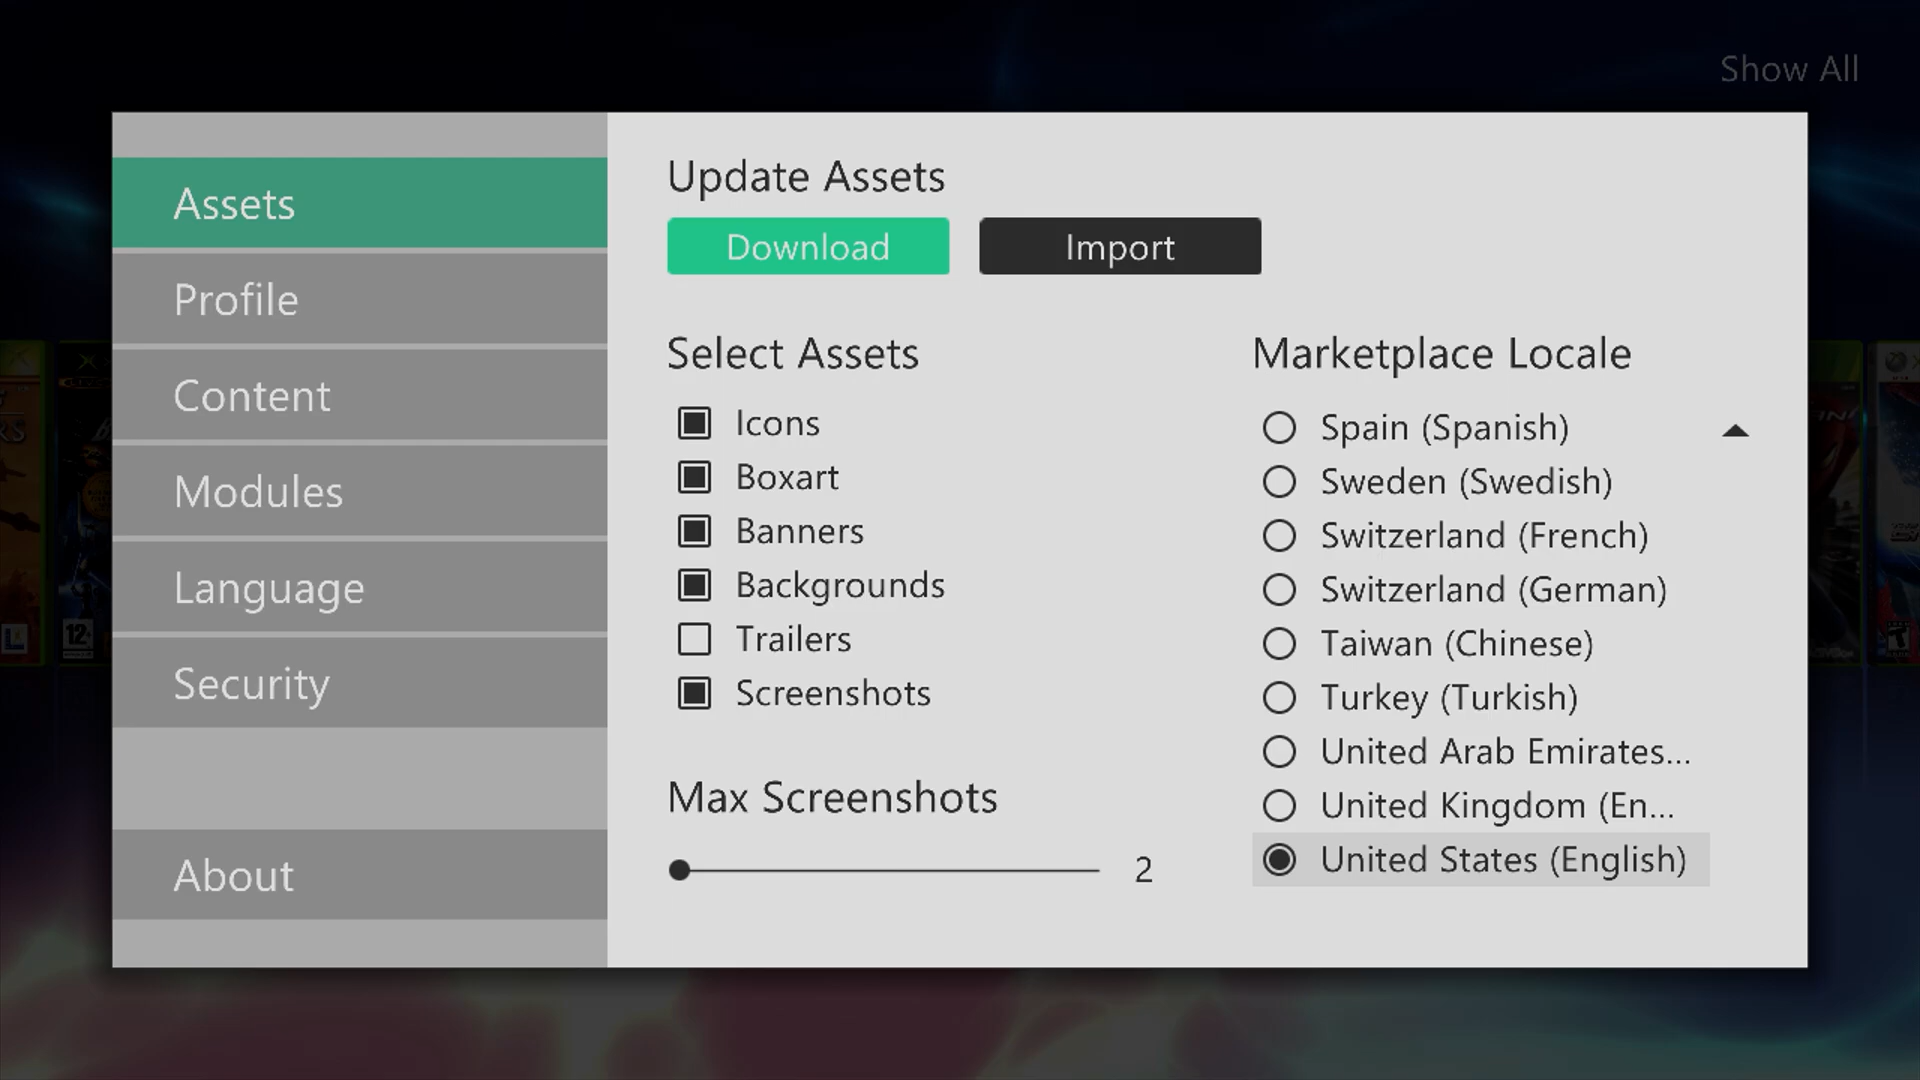 Show All
Assets
Profile
Content
Modules
Language
Security
About
Update Assets
Download
Import
Select Assets
Icons
Boxart
Banners
Backgrounds
Trailers
Screenshots
Max Screenshots
2
Marketplace Locale
Spain (Spanish)
Sweden (Swedish)
Switzerland (French)
Switzerland (German)
Taiwan (Chinese)
Turkey (Turkish)
United Arab Emirates...
United Kingdom (En...
United States (English)
12+
T